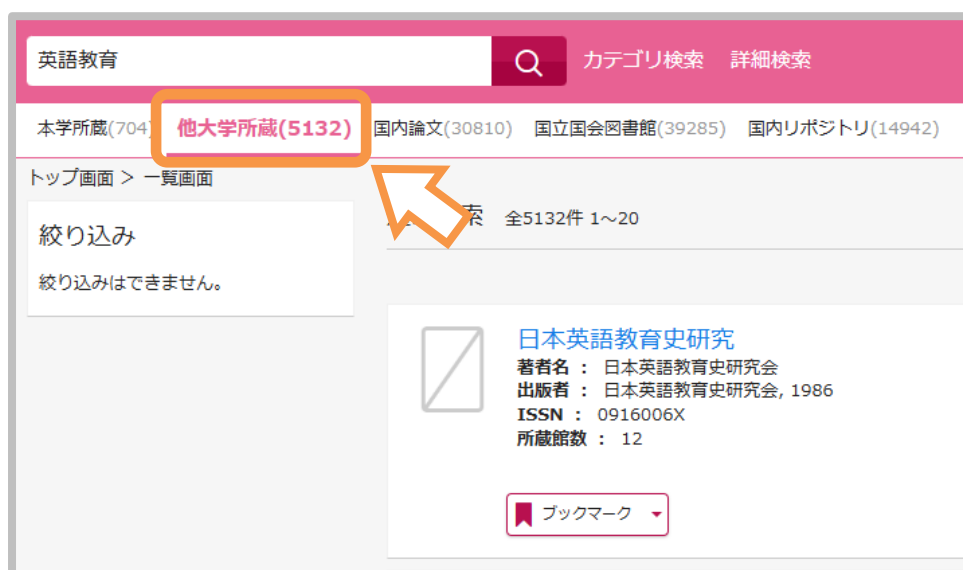 英語教育
カテゴリ検索 詳細検索
本学所蔵(704) 他大学所蔵(5132) 国内論文(30810) 国立国会図書館(39285) 国内リポジトリ(14942)
トップ画面 > 一覧画面
絞り込み
絞り込みはできません。
索 全5132件 1～20
日本英語教育史研究
著者名 : 日本英語教育史研究会
出版者 : 日本英語教育史研究会, 1986
ISSN : 0916006X
所蔵館数 : 12
ブックマーク